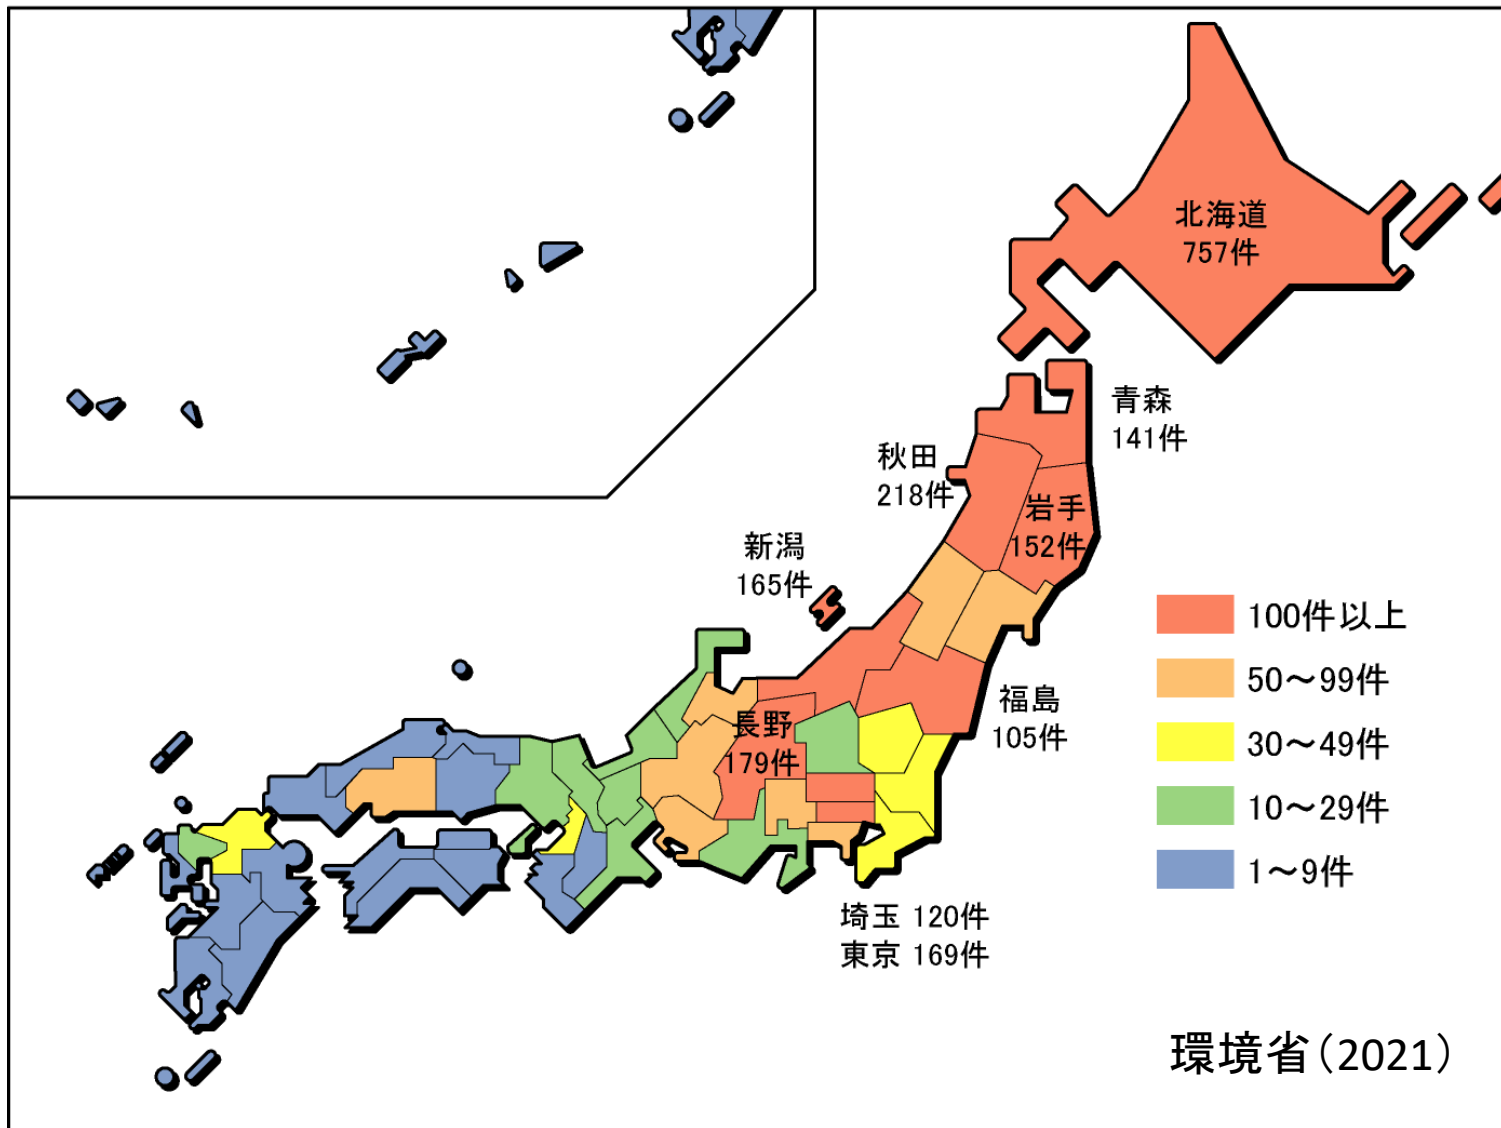 北海道
757件
青森
141件
秋田
218件
岩手
152件
新潟
165件
福島
105件
長野
179件
埼玉 120件
東京 169件
100件以上
50～99件
30～49件
10～29件
1～9件
環境省（2021）